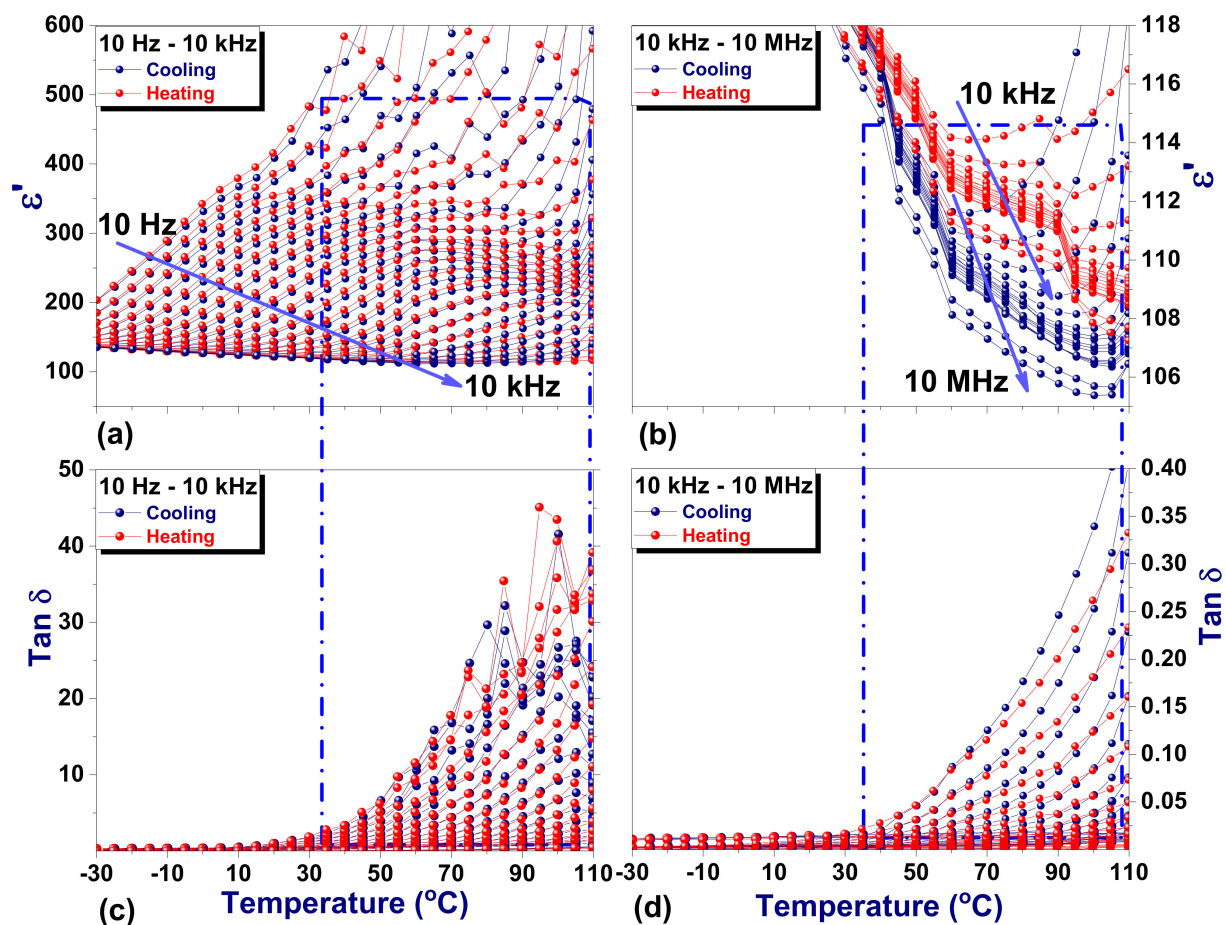 600
500
400
300
200
100
ε'
10 Hz - 10 kHz
Cooling
Heating
10 Hz
10 kHz
(a)
10 kHz - 10 MHz
Cooling
Heating
10 kHz
10 MHz
(b)
118
116
114
112
110
108
106
ε'
50
40
30
20
10
Tan δ
10 Hz - 10 kHz
Cooling
Heating
-30 -10 10 30 50 70 90 110
(c)
Temperature (°C)
10 kHz - 10 MHz
Cooling
Heating
0.40
0.35
0.30
0.25
0.20
0.15
0.10
0.05
Tan δ
-30 -10 10 30 50 70 90 110
(d)
Temperature (°C)